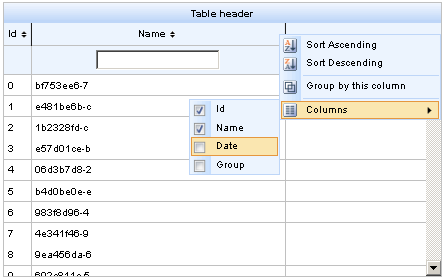 Table header
Id Name
Sort Ascending
Sort Descending
Group by this column
Columns
Id
Name
Date
Group
0 bf753ee6-7
1 e481be6b-c
2 1b2328fd-c
3 e57d01ce-b
4 06d3b7d8-2
5 b4d0be0e-e
6 983f8d96-4
7 4e341f46-9
8 9ea456da-6